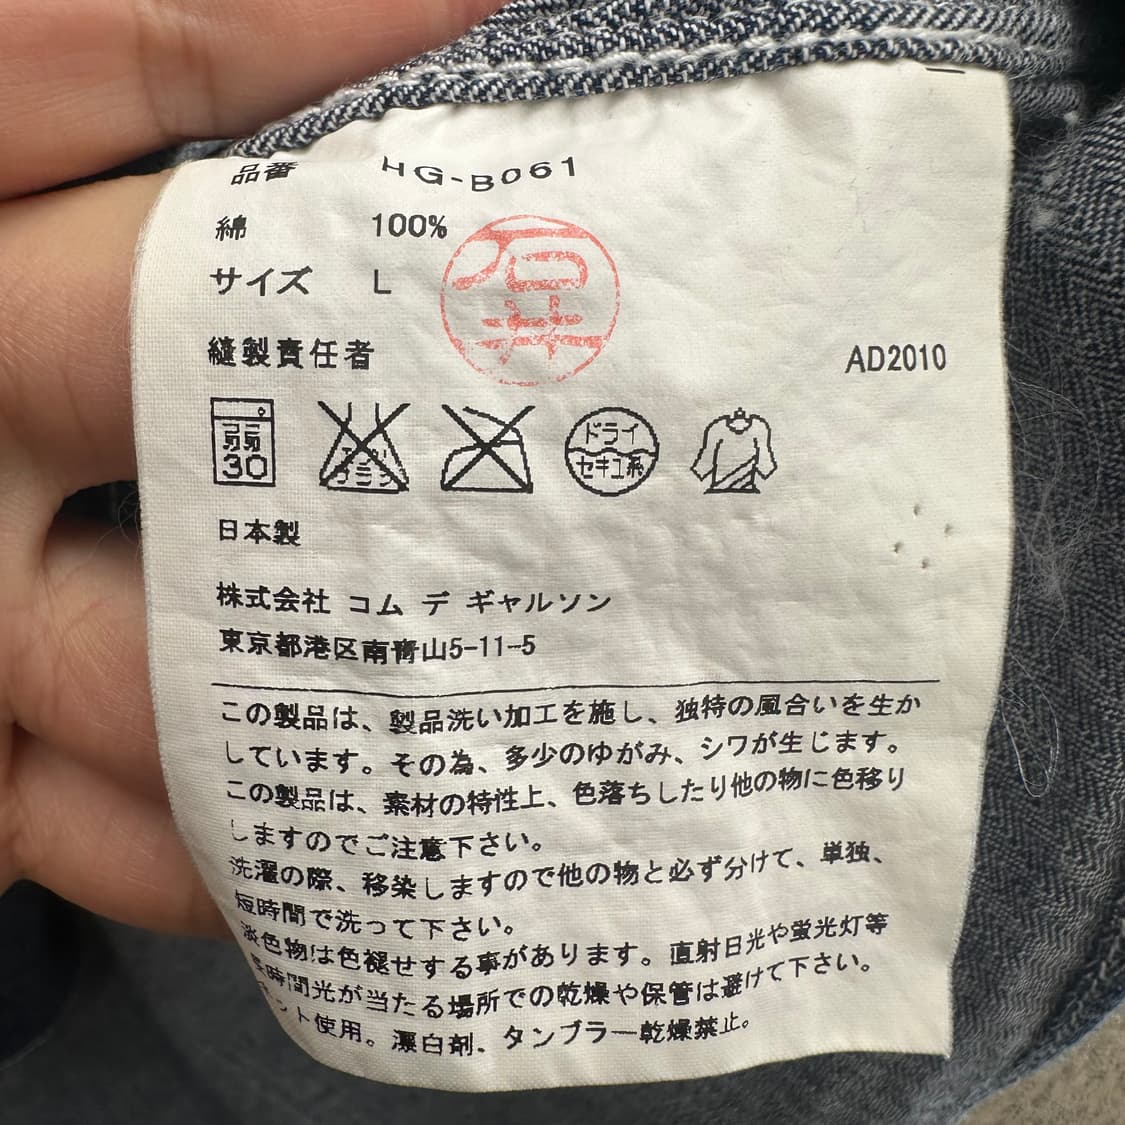 品番 HG-B061
綿 100%
サイズ L
縫製責任者
AD2010
弱
30
ドライ
セキユ系
日本製
株式会社 コム デ ギャルソン
東京都港区南青山5-11-5
この製品は、製品洗い加工を施し、独特の風合いを生か
しています。その為、多少のゆがみ、シワが生じます。
この製品は、素材の特性上、色落ちしたり他の物に色移り
しますのでご注意下さい。
洗濯の際、移染しますので他の物と必ず分けて、単独、
短時間で洗って下さい。
淡色物は色褪せする事があります。直射日光や蛍光灯等
長時間光が当たる場所での乾燥や保管は避けて下さい。
ント使用。漂白剤、タンブラー乾燥禁止。